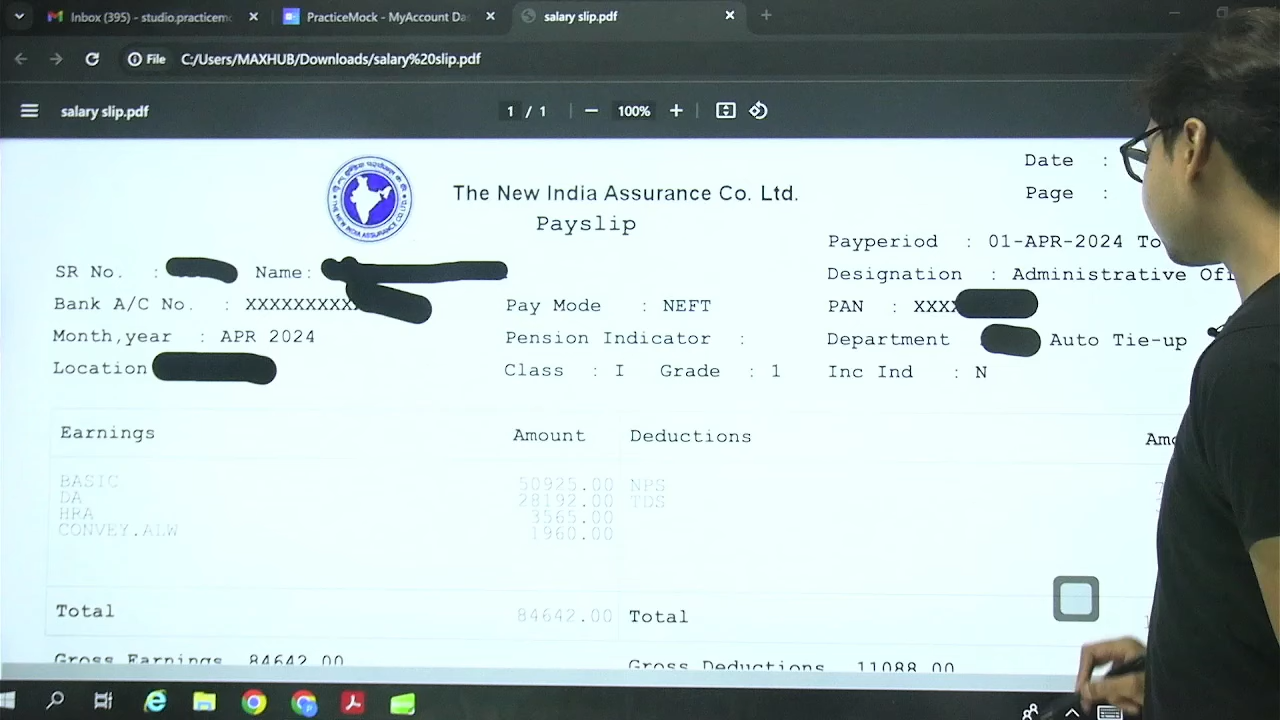 Inbox (395) - studio.practicemo
PracticeMock - MyAccount Da
salary slip.pdf
File C:/Users/MAXHUB/Downloads/salary%20slip.pdf
salary slip.pdf 1 / 1 100%
The New India Assurance Co. Ltd.
Payslip
Date :
Page :
Payperiod : 01-APR-2024 To
SR No. : Name:
Designation : Administrative Off
Bank A/C No. : XXXXXXXXXX Pay Mode : NEFT PAN : XXXX
Month,year : APR 2024 Pension Indicator : Department Auto Tie-up
Location Class : I Grade : 1 Inc Ind : N
Earnings Amount Deductions Amo
BASIC 50925.00 NPS
DA 28192.00 TDS
HRA 3565.00
CONVEY.ALW 1960.00
Total 84642.00 Total
Gross Earnings 84642.00 Gross Deductions 11088.00